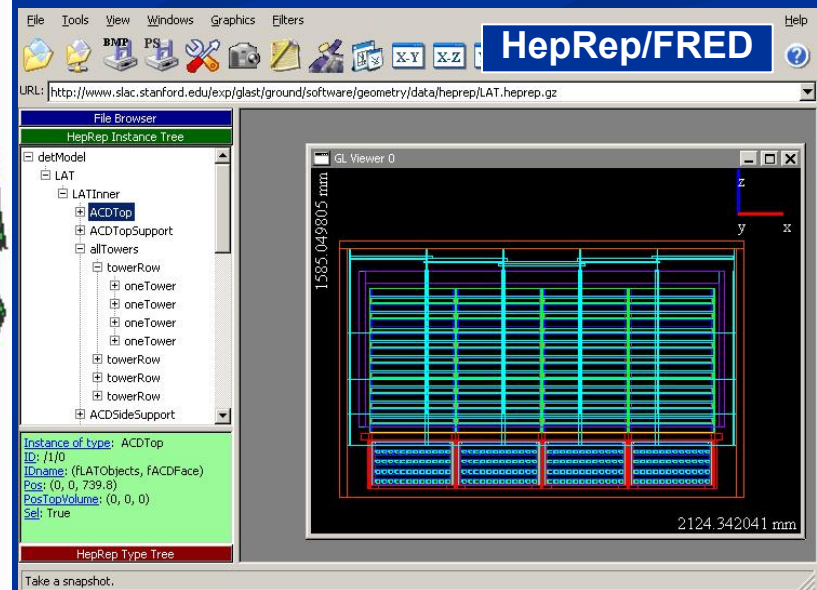 File Tools View Windows Graphics Filters Help
BMP PS X-Y X-Z
HepRep/FRED
URL: http://www.slac.stanford.edu/exp/glast/ground/software/geometry/data/heprep/LAT.heprep.gz
File Browser
HepRep Instance Tree
detModel
LAT
LATInner
ACDTop
ACDTopSupport
allTowers
towerRow
oneTower
oneTower
oneTower
oneTower
towerRow
towerRow
towerRow
ACDSideSupport
Instance of type: ACDTop
ID: /1/0
IDname: (fLATObjects, fACDFace)
Pos: (0, 0, 739.8)
PosTopVolume: (0, 0, 0)
Sel: True
HepRep Type Tree
GL Viewer 0
1585.049805 mm
z
y x
2124.342041 mm
Take a snapshot.